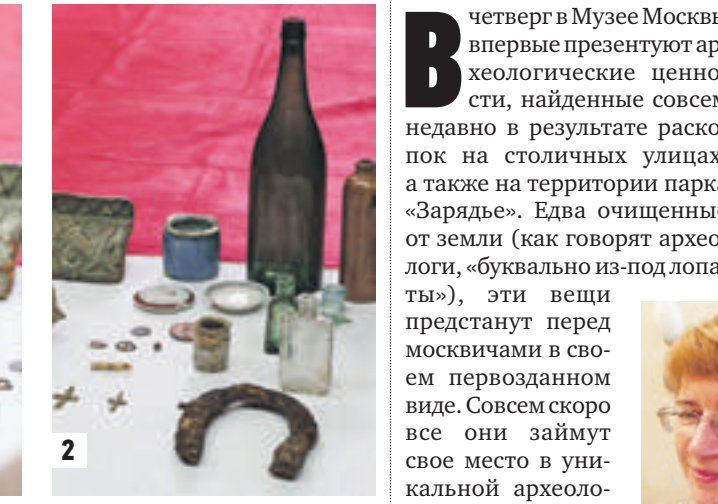 2
В четверг в Музее Москвы
впервые презентуют ар-
хеологические ценно-
сти, найденные совсем
недавно в результате раско-
пок на столичных улицах,
а также на территории парка
«Зарядье». Едва очищенные
от земли (как говорят архео-
логи, «буквально из-под лопа-
ты»), эти вещи
предстанут перед
москвичами в сво-
ем первозданном
виде. Совсем скоро
все они займут
свое место в уни-
кальной археоло-